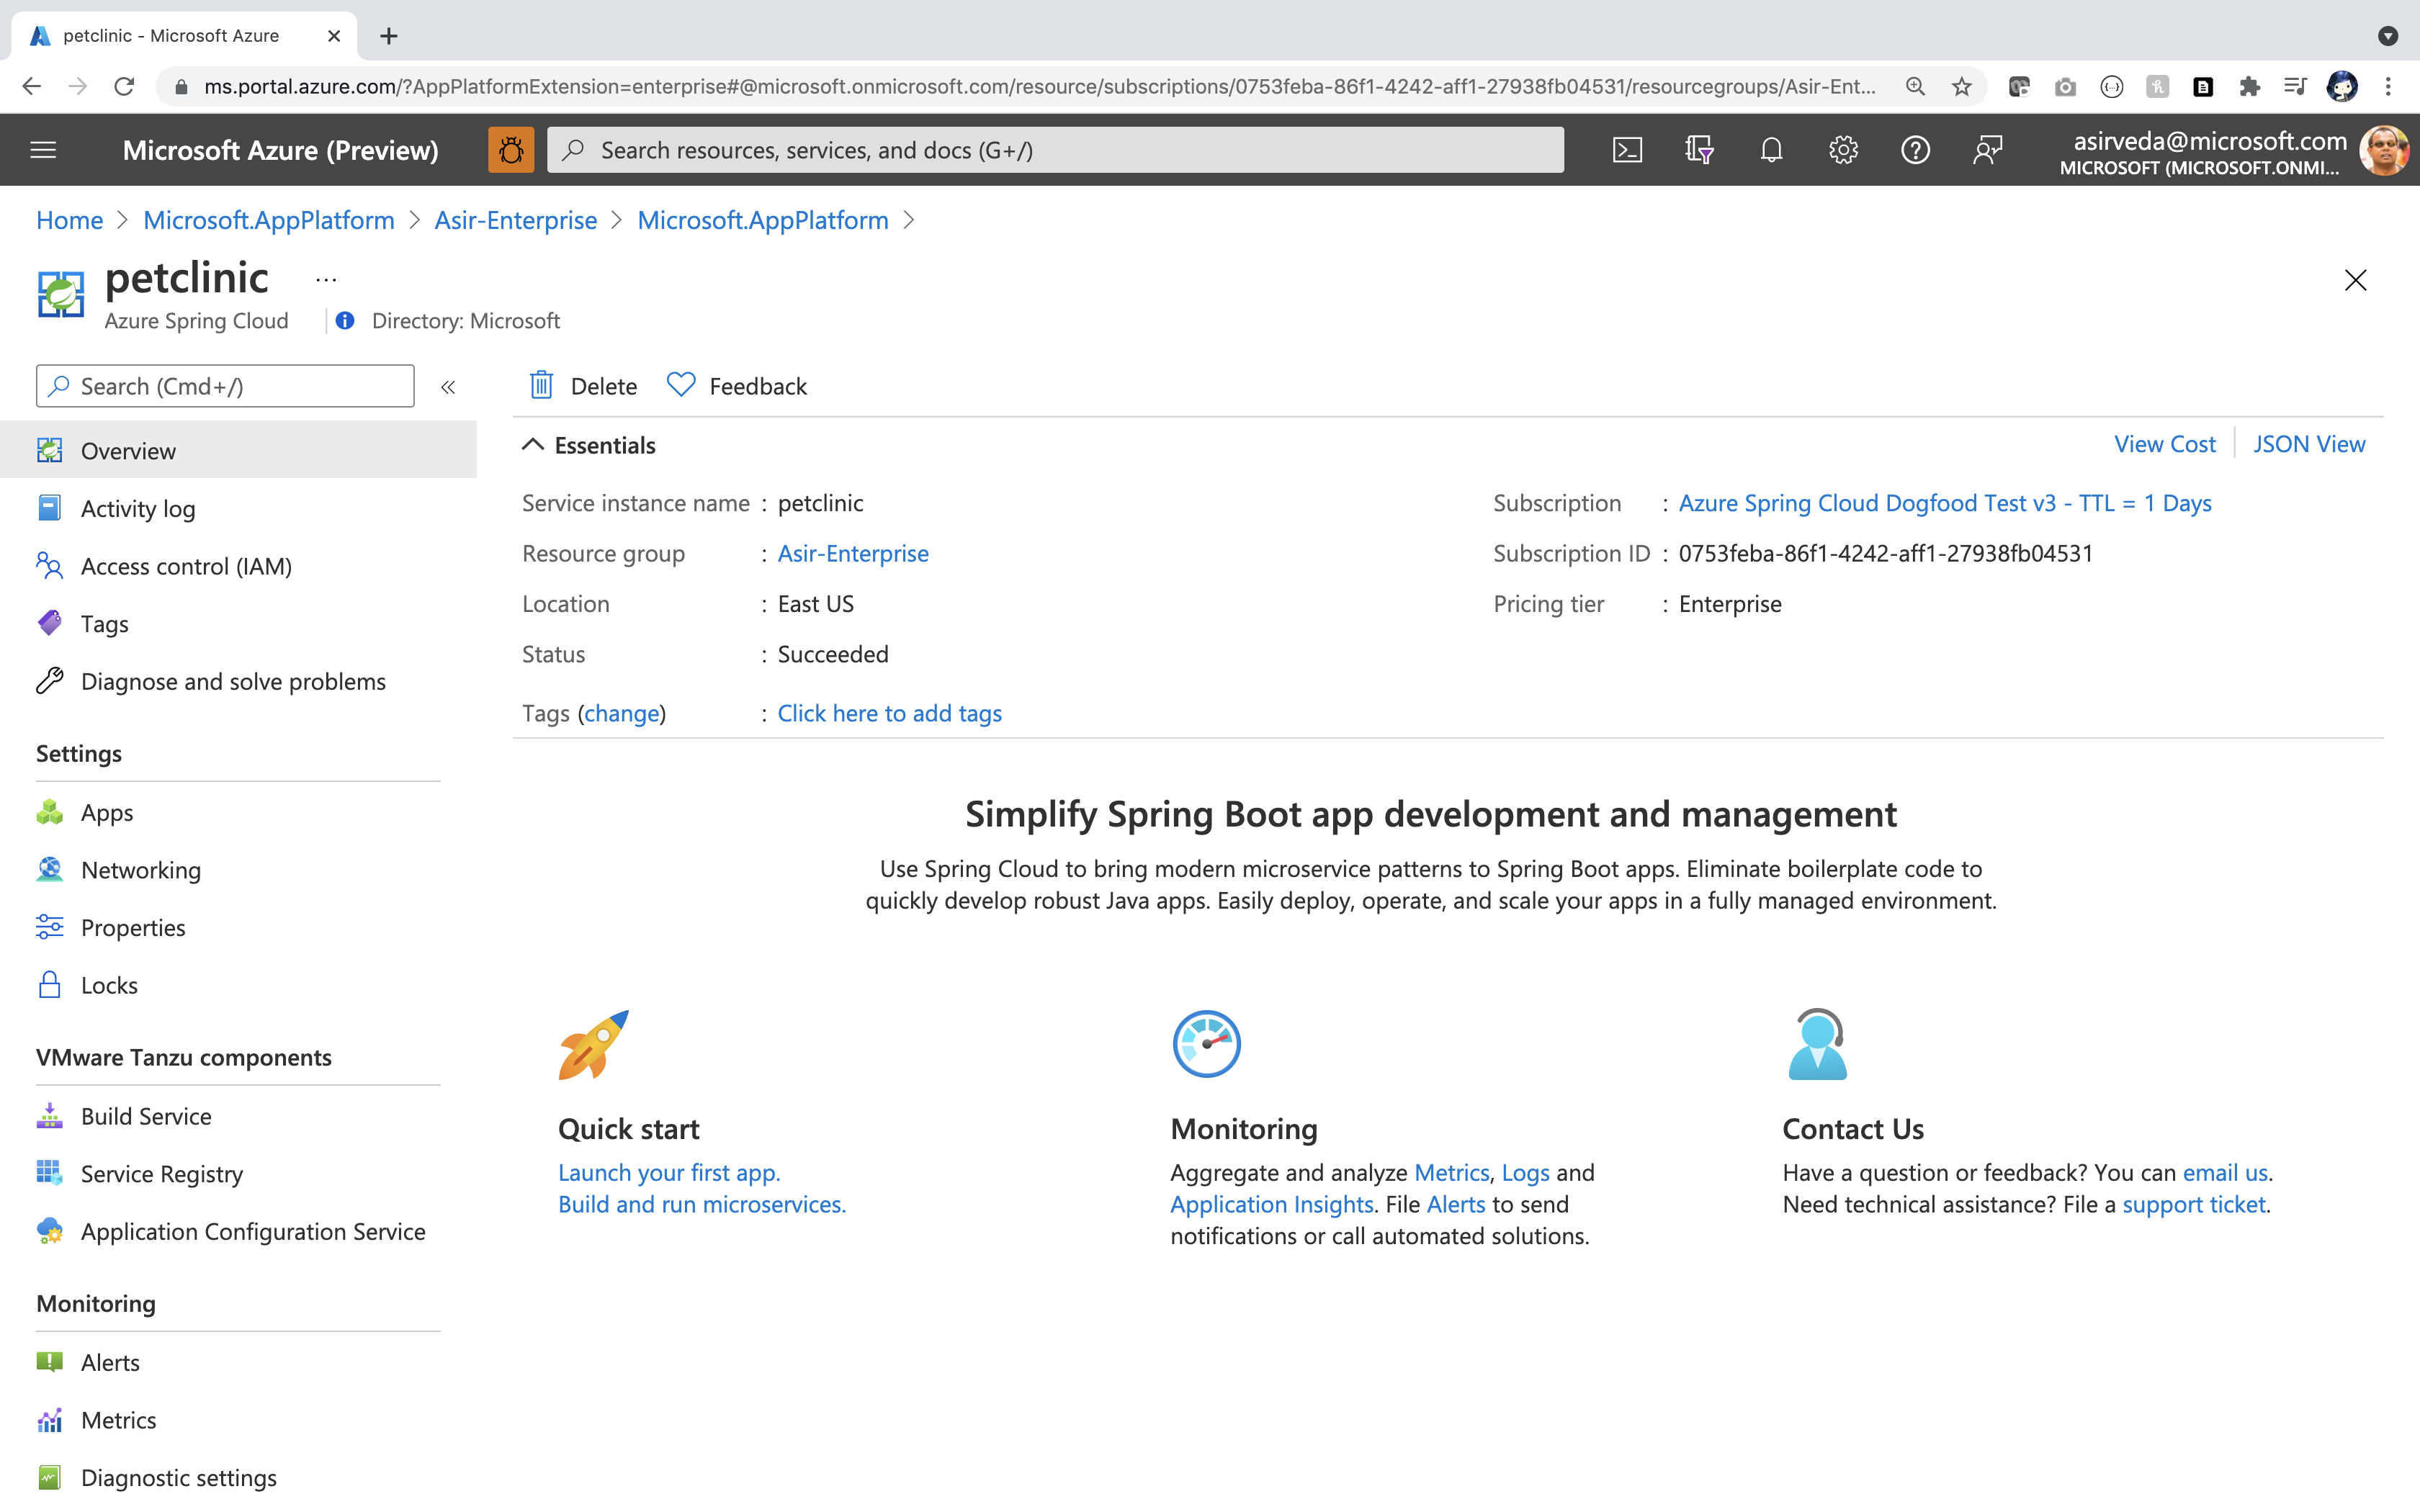 petclinic - Microsoft Azure
ms.portal.azure.com/?AppPlatformExtension=enterprise#@microsoft.onmicrosoft.com/resource/subscriptions/0753feba-86f1-4242-aff1-27938fb04531/resourcegroups/Asir-Ent...
Microsoft Azure (Preview)
Search resources, services, and docs (G+/)
asirveda@microsoft.com
MICROSOFT (MICROSOFT.ONMI...
Home > Microsoft.AppPlatform > Asir-Enterprise > Microsoft.AppPlatform >
petclinic ...
Azure Spring Cloud | Directory: Microsoft
Search (Cmd+/) «
Overview
Activity log
Access control (IAM)
Tags
Diagnose and solve problems
Settings
Apps
Networking
Properties
Locks
VMware Tanzu components
Build Service
Service Registry
Application Configuration Service
Monitoring
Alerts
Metrics
Diagnostic settings
Delete Feedback
Essentials
View Cost | JSON View
Service instance name : petclinic
Resource group : Asir-Enterprise
Location : East US
Status : Succeeded
Tags (change) : Click here to add tags
Subscription : Azure Spring Cloud Dogfood Test v3 - TTL = 1 Days
Subscription ID : 0753feba-86f1-4242-aff1-27938fb04531
Pricing tier : Enterprise
Simplify Spring Boot app development and management
Use Spring Cloud to bring modern microservice patterns to Spring Boot apps. Eliminate boilerplate code to
quickly develop robust Java apps. Easily deploy, operate, and scale your apps in a fully managed environment.
Quick start
Launch your first app.
Build and run microservices.
Monitoring
Aggregate and analyze Metrics, Logs and
Application Insights. File Alerts to send
notifications or call automated solutions.
Contact Us
Have a question or feedback? You can email us.
Need technical assistance? File a support ticket.